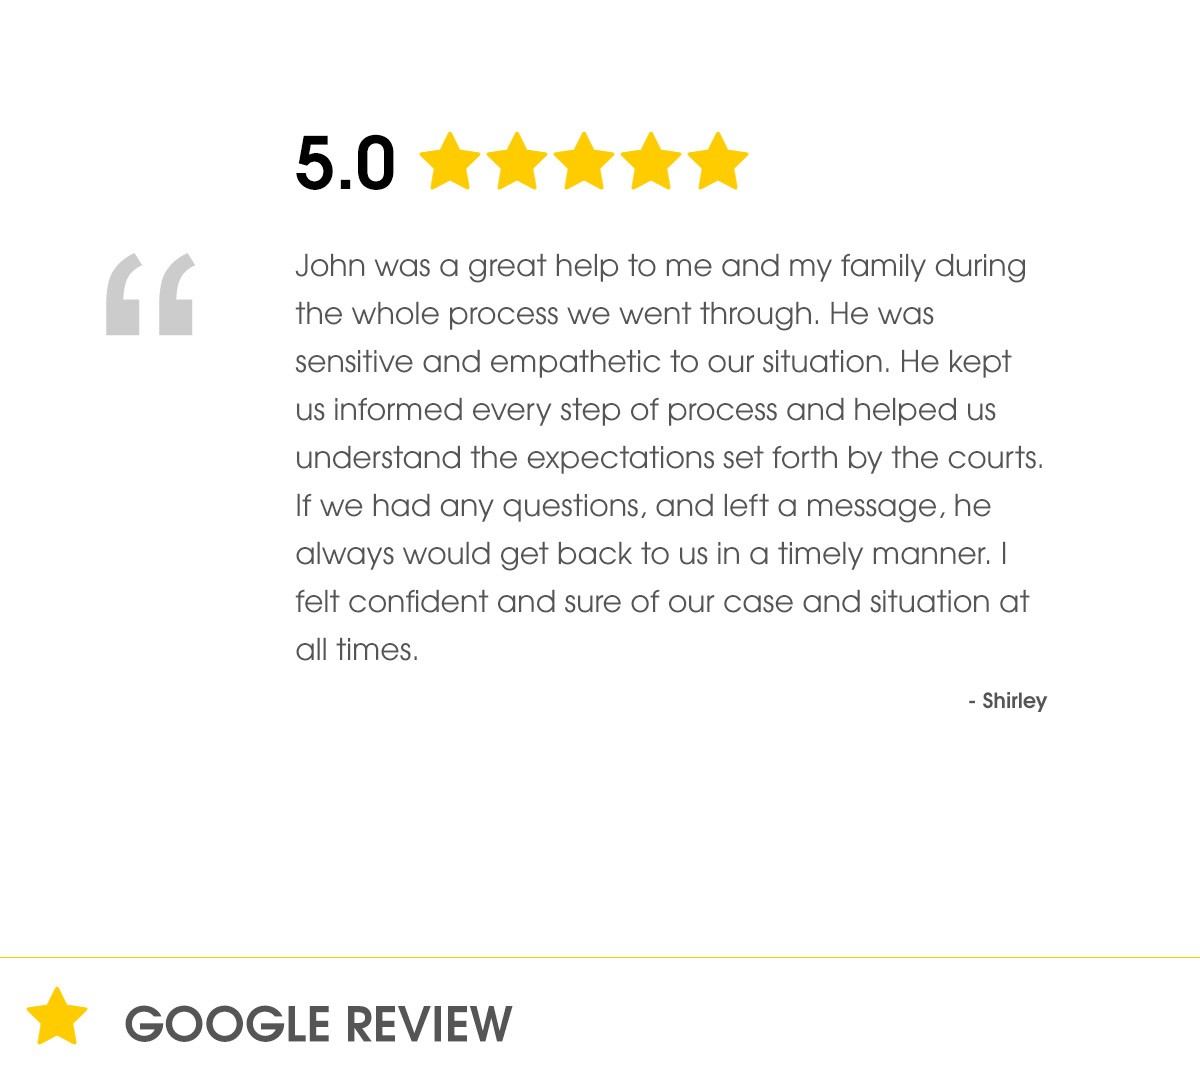 5.0
John was a great help to me and my family during
the whole process we went through. He was
sensitive and empathetic to our situation. He kept
us informed every step of process and helped us
understand the expectations set forth by the courts.
If we had any questions, and left a message, he
always would get back to us in a timely manner. I
felt confident and sure of our case and situation at
all times.
- Shirley
GOOGLE REVIEW